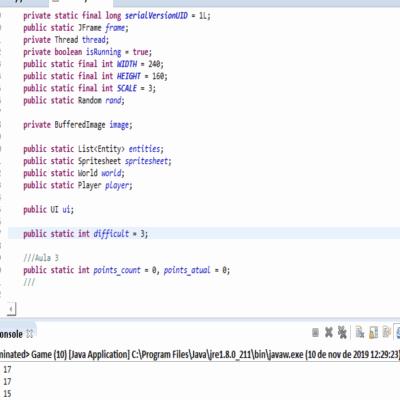 private static final long serialVersionUID = 1L;
public static JFrame frame;
private Thread thread;
private boolean isRunning = true;
public static final int WIDTH = 240;
public static final int HEIGHT = 160;
public static final int SCALE = 3;
public static Random rand;
private BufferedImage image;
public static List<Entity> entities;
public static Spritesheet spritesheet;
public static World world;
public static Player player;
public UI ui;
public static int difficult = 3;
///Aula 3
public static int points_count = 0, points_atual = 0;
///
onsole
minated> Game (10) [Java Application] C:\Program Files\Java\jre1.8.0_211\bin\javaw.exe (10 de nov de 2019 12:29:23)
17
17
15